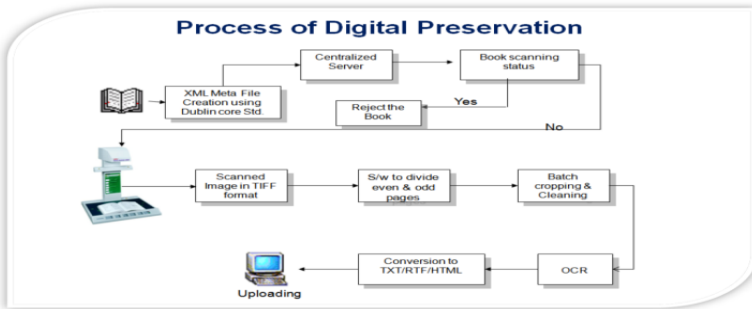 Process of Digital Preservation
Centralized
Server
Book scanning
status
XML Meta File
Creation using
Dublin core Std.
Reject the
Book
Yes
No
Scanned
Image in TIFF
format
S/w to divide
even & odd
pages
Batch
cropping &
Cleaning
Conversion to
TXT/RTF/HTML
OCR
Uploading